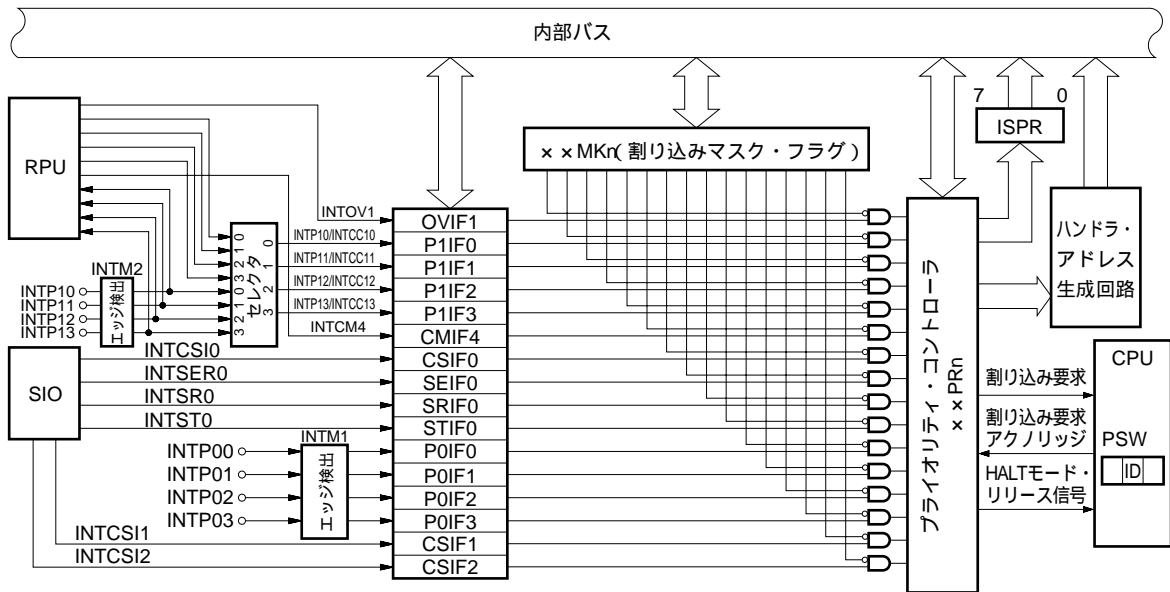 内部バス
RPU
INTM2
INTP10
INTP11
INTP12
INTP13
エッジ検出
0
1
2
3
0
1
2
3
セレクタ
0
1
2
3
INTOV1
INTP10/INTCC10
INTP11/INTCC11
INTP12/INTCC12
INTP13/INTCC13
INTCM4
SIO
INTCSI0
INTSER0
INTSR0
INTST0
INTM1
INTP00
INTP01
INTP02
INTP03
エッジ検出
INTCSI1
INTCSI2
OVIF1
P1IF0
P1IF1
P1IF2
P1IF3
CMIF4
CSIF0
SEIF0
SRIF0
STIF0
P0IF0
P0IF1
P0IF2
P0IF3
CSIF1
CSIF2
××MKn(割り込みマスク・フラグ)
プライオリティ・コントローラ
××PRn
7 0
ISPR
ハンドラ・
アドレス
生成回路
割り込み要求
割り込み要求
アクノリッジ
HALTモード・
リリース信号
CPU
PSW
ID